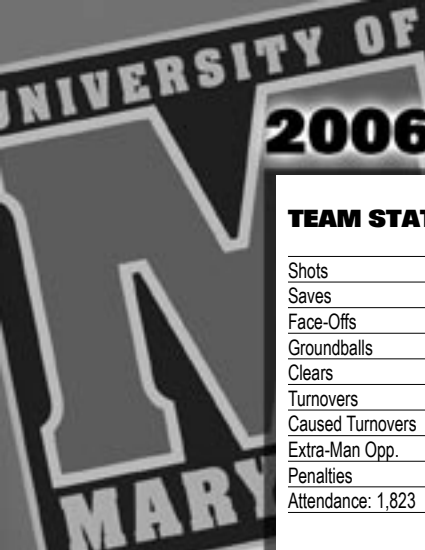 UNIVERSITY OF
2006
TEAM STAT
Shots
Saves
Face-Offs
Groundballs
Clears
Turnovers
Caused Turnovers
Extra-Man Opp.
Penalties
Attendance: 1,823
M
MARY